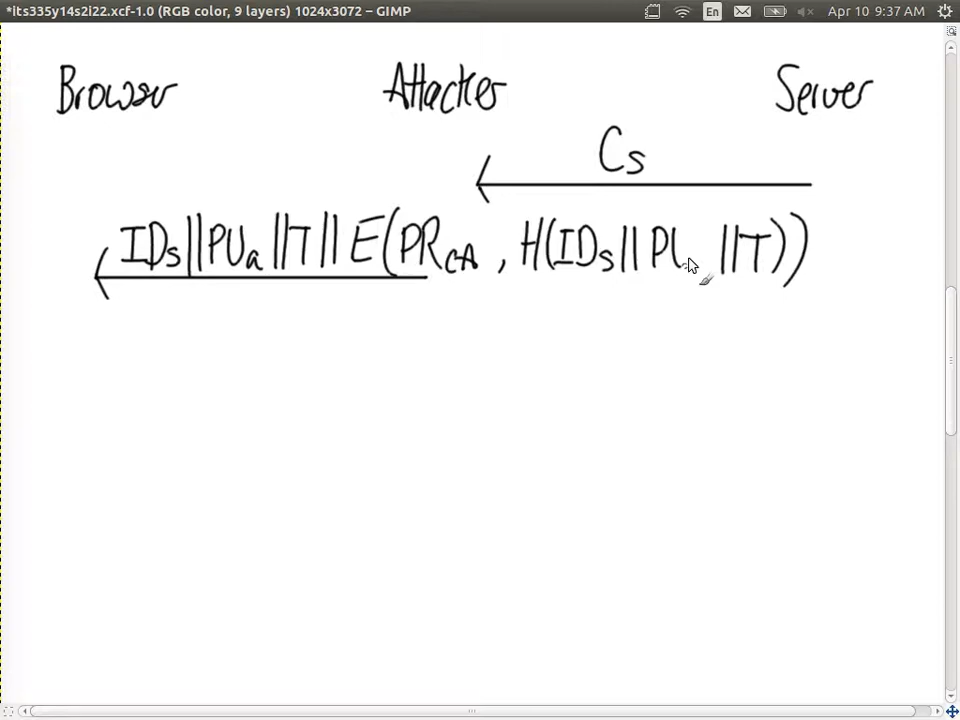 *its335y14s2i22.xcf-1.0 (RGB color, 9 layers) 1024x3072 – GIMP En Apr 10 9:37 AM
Browser Attacker Server
Cs
IDs||PUa||T||E(PRCA, H(IDs||PU ||T))